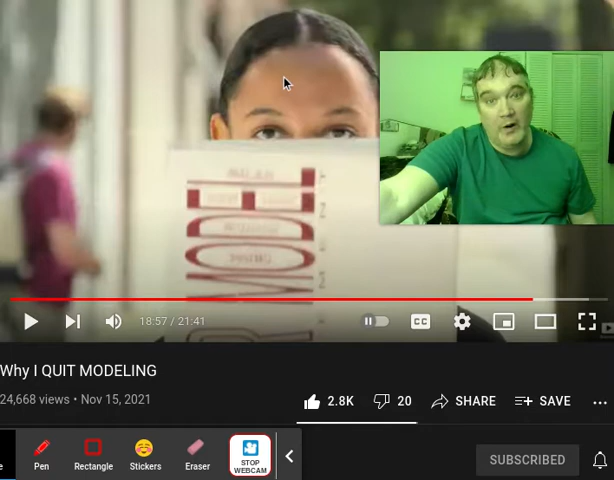 18:57 / 21:41
CC
Why I QUIT MODELING
24,668 views • Nov 15, 2021
2.8K 20 SHARE SAVE
Pen Rectangle Stickers Eraser STOP WEBCAM
SUBSCRIBED